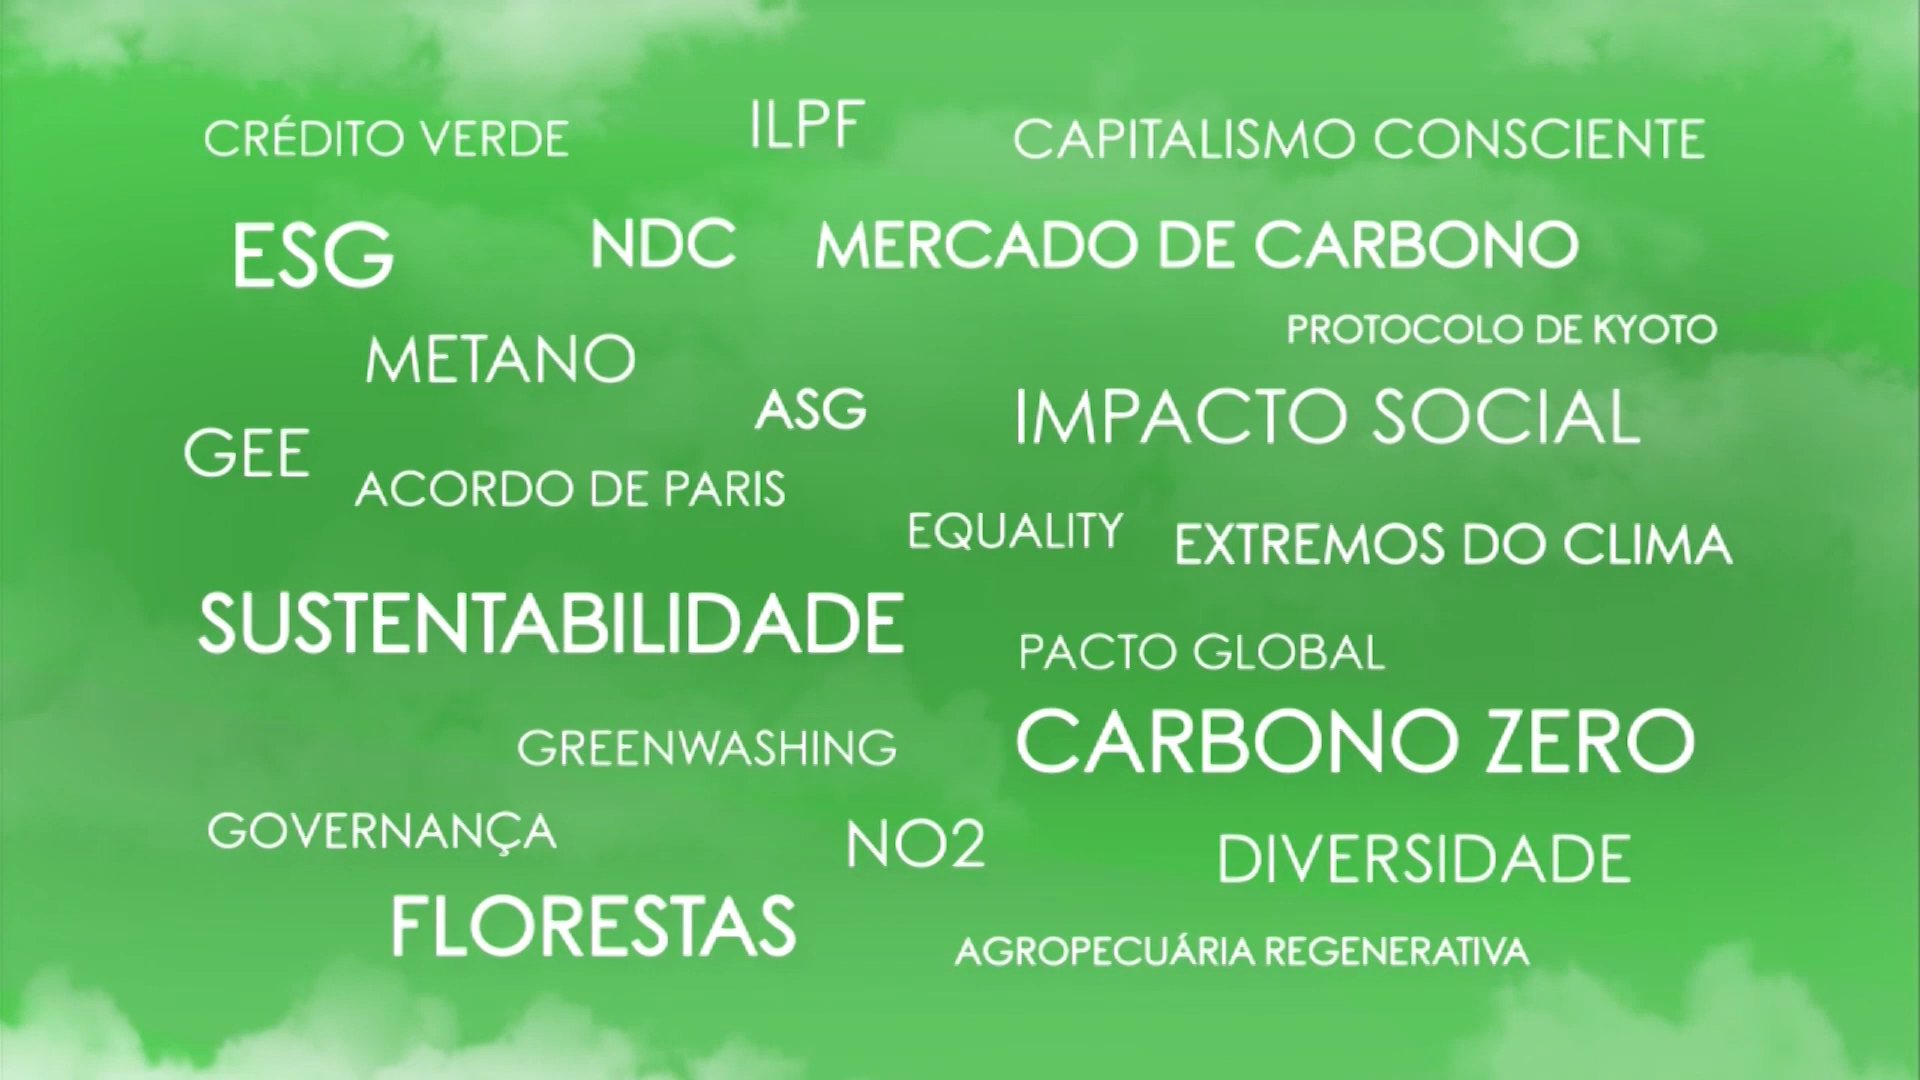 CRÉDITO VERDE
ILPF
CAPITALISMO CONSCIENTE
ESG
NDC
MERCADO DE CARBONO
PROTOCOLO DE KYOTO
METANO
ASG
IMPACTO SOCIAL
GEE
ACORDO DE PARIS
EQUALITY
EXTREMOS DO CLIMA
SUSTENTABILIDADE
PACTO GLOBAL
GREENWASHING
CARBONO ZERO
GOVERNANÇA
NO2
DIVERSIDADE
FLORESTAS
AGROPECUÁRIA REGENERATIVA